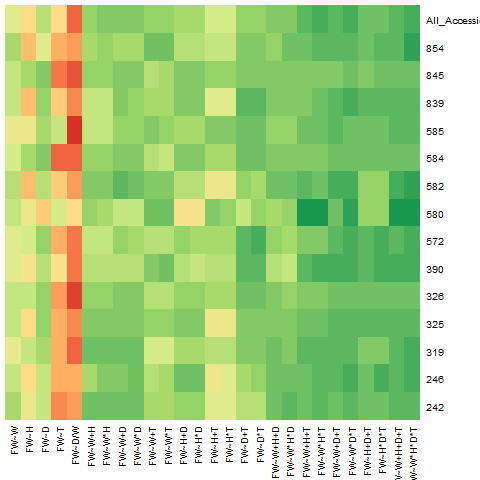 All_Accessi
854
845
839
585
584
582
580
572
390
326
325
319
246
242
FW~W
FW~H
FW~D
FW~T
FW~D/W
FW~W+H
FW~W*H
FW~W+D
FW~W*D
FW~W+T
FW~W*T
FW~H+D
FW~H*D
FW~H+T
FW~H*T
FW~D+T
FW~D*T
FW~W+H+D
FW~W*H*D
FW~W+H+T
FW~W*H*T
FW~W+D+T
FW~W*D*T
FW~H+D+T
FW~H*D*T
W~W+H+D+T
W~W*H*D*T